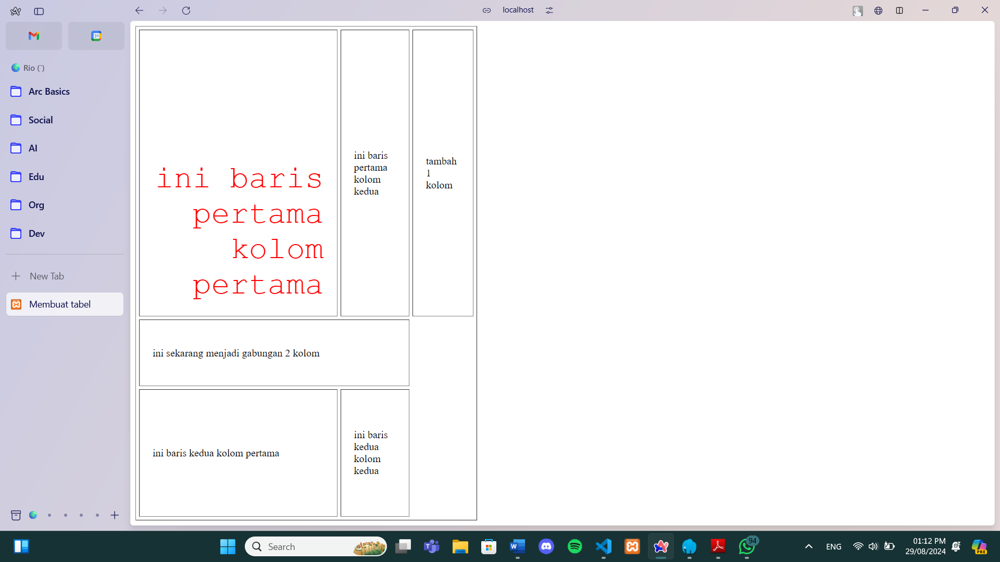 localhost
31
Rio (`)
Arc Basics
Social
AI
Edu
Org
Dev
New Tab
Membuat tabel
ini baris
pertama
kolom
pertama
ini baris
pertama
kolom
kedua
tambah
1
kolom
ini sekarang menjadi gabungan 2 kolom
ini baris kedua kolom pertama
ini baris
kedua
kolom
kedua
Search
94
ENG
01:12 PM
29/08/2024
PRE